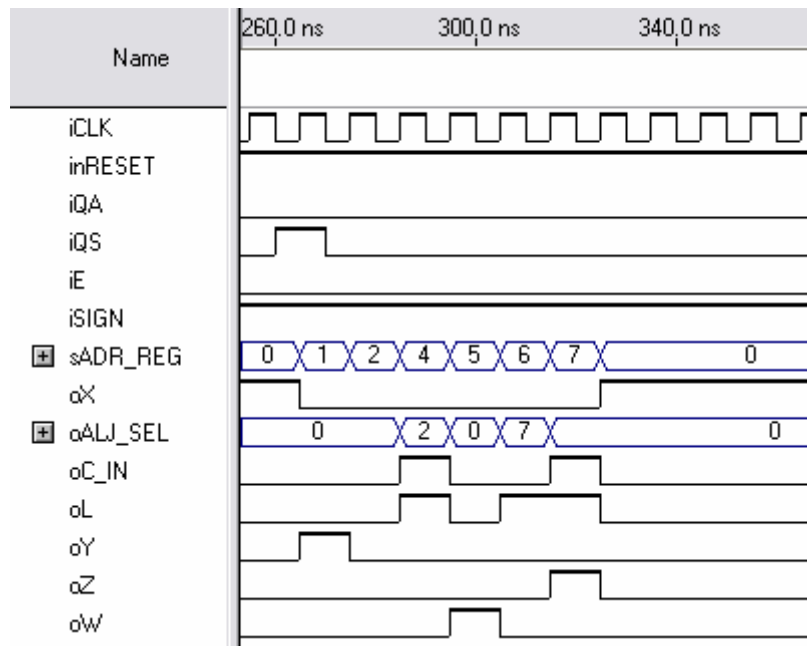 Name 260.0 ns 300.0 ns 340.0 ns
iCLK
inRESET
iQA
iQS
iE
iSIGN
sADR_REG 0 1 2 4 5 6 7 0
oX
oALJ_SEL 0 2 0 7 0
oC_IN
oL
oY
oZ
oW